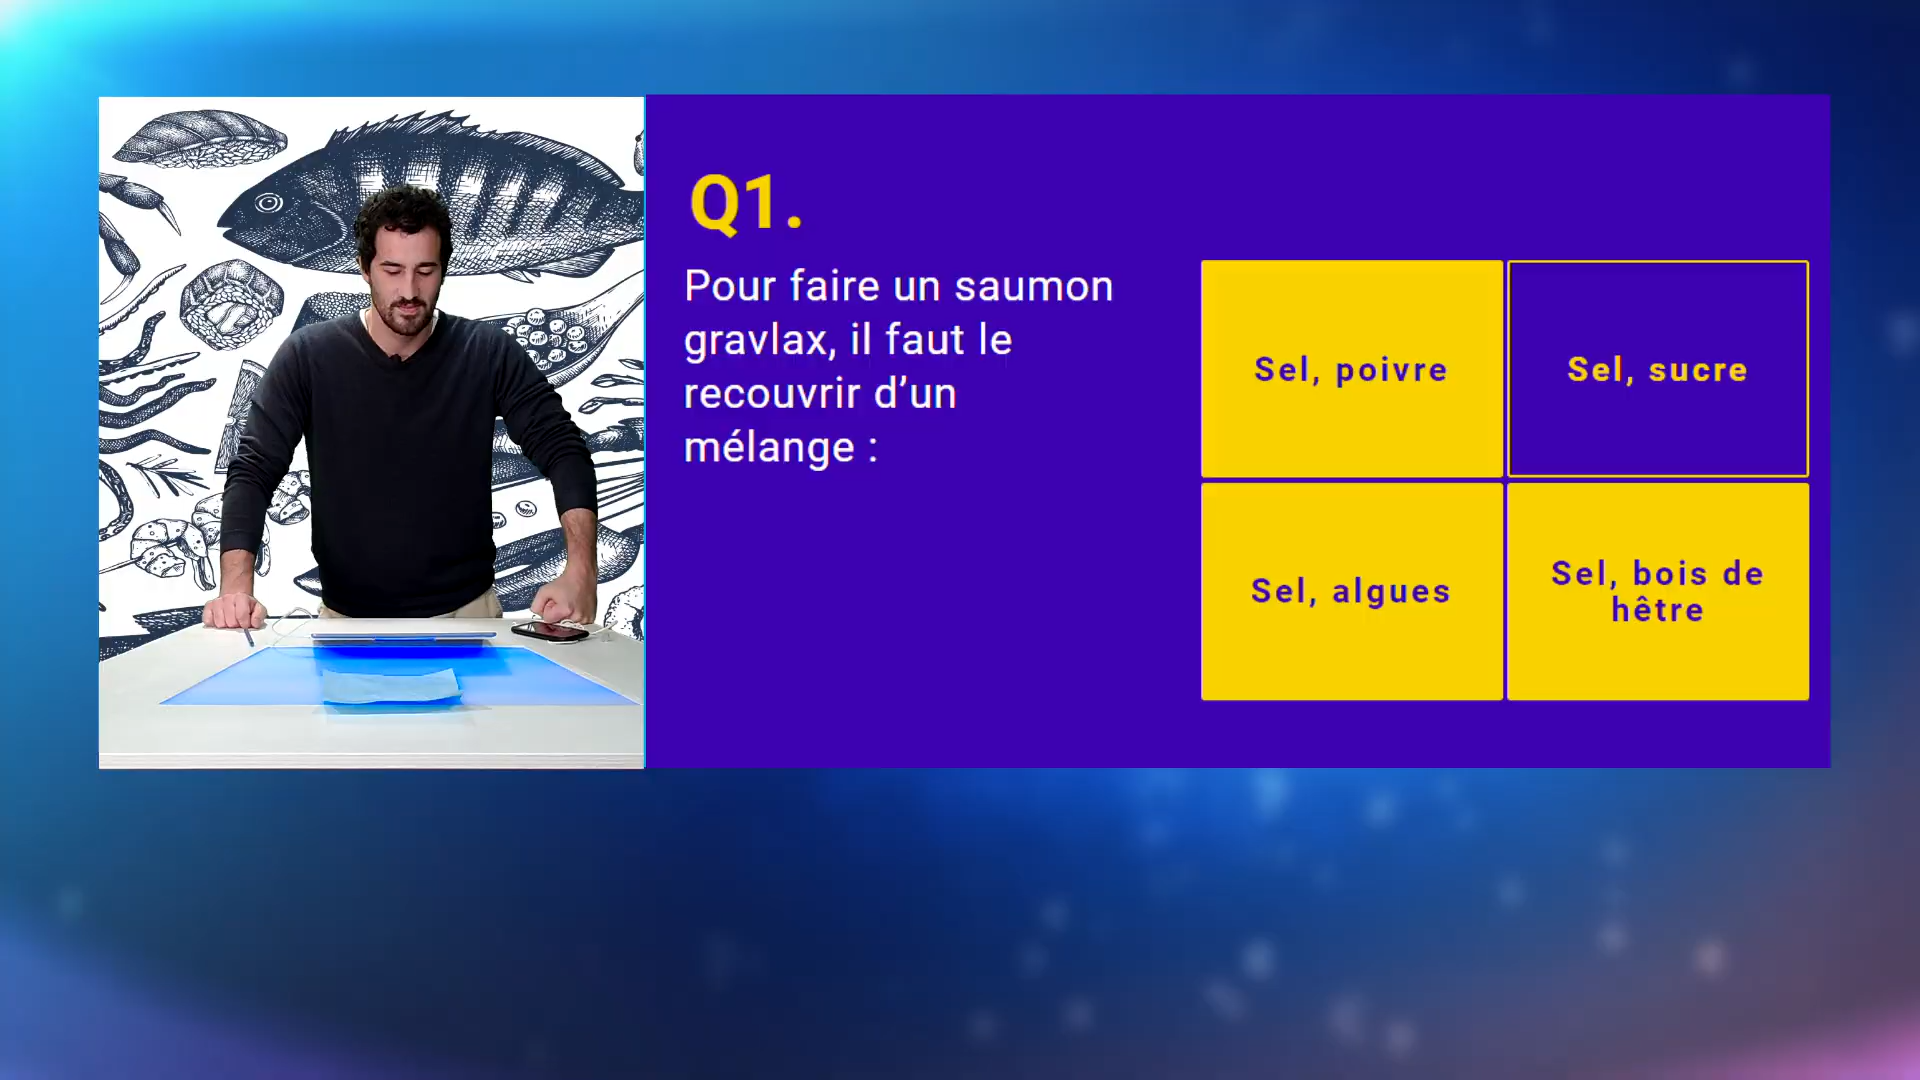 Q1.
Pour faire un saumon
gravlax, il faut le
recouvrir d’un
mélange :
Sel, poivre
Sel, sucre
Sel, algues
Sel, bois de
hêtre